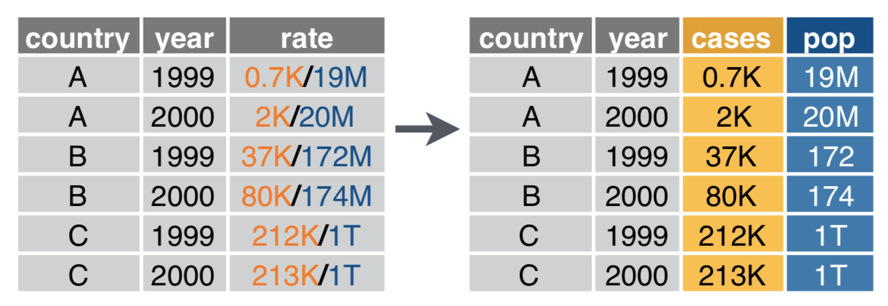 country year rate country year cases pop
A 1999 0.7K/19M A 1999 0.7K 19M
A 2000 2K/20M A 2000 2K 20M
B 1999 37K/172M B 1999 37K 172
B 2000 80K/174M B 2000 80K 174
C 1999 212K/1T C 1999 212K 1T
C 2000 213K/1T C 2000 213K 1T